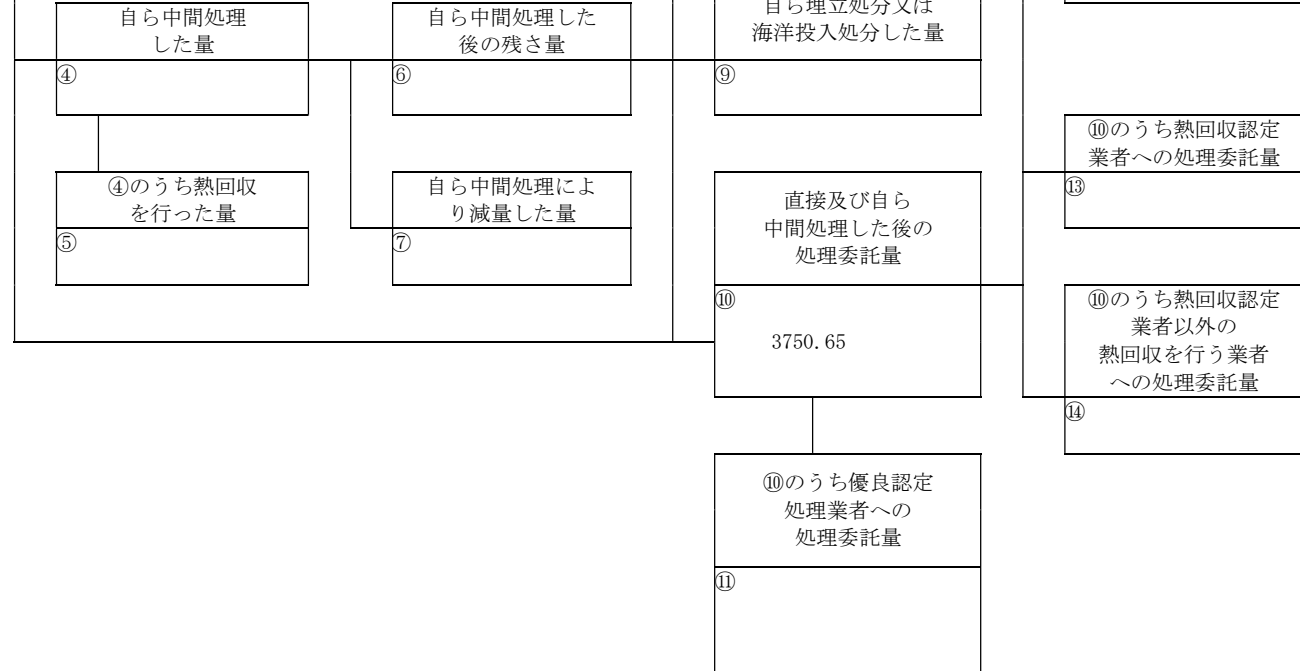 自ら中間処理
した量
④
自ら中間処理した
後の残さ量
⑥
自ら埋立処分又は
海洋投入処分した量
⑨
⑩のうち熱回収認定
業者への処理委託量
⑬
④のうち熱回収
を行った量
⑤
自ら中間処理によ
り減量した量
⑦
直接及び自ら
中間処理した後の
処理委託量
⑩
3750.65
⑩のうち熱回収認定
業者以外の
熱回収を行う業者
への処理委託量
⑭
⑩のうち優良認定
処理業者への
処理委託量
⑪